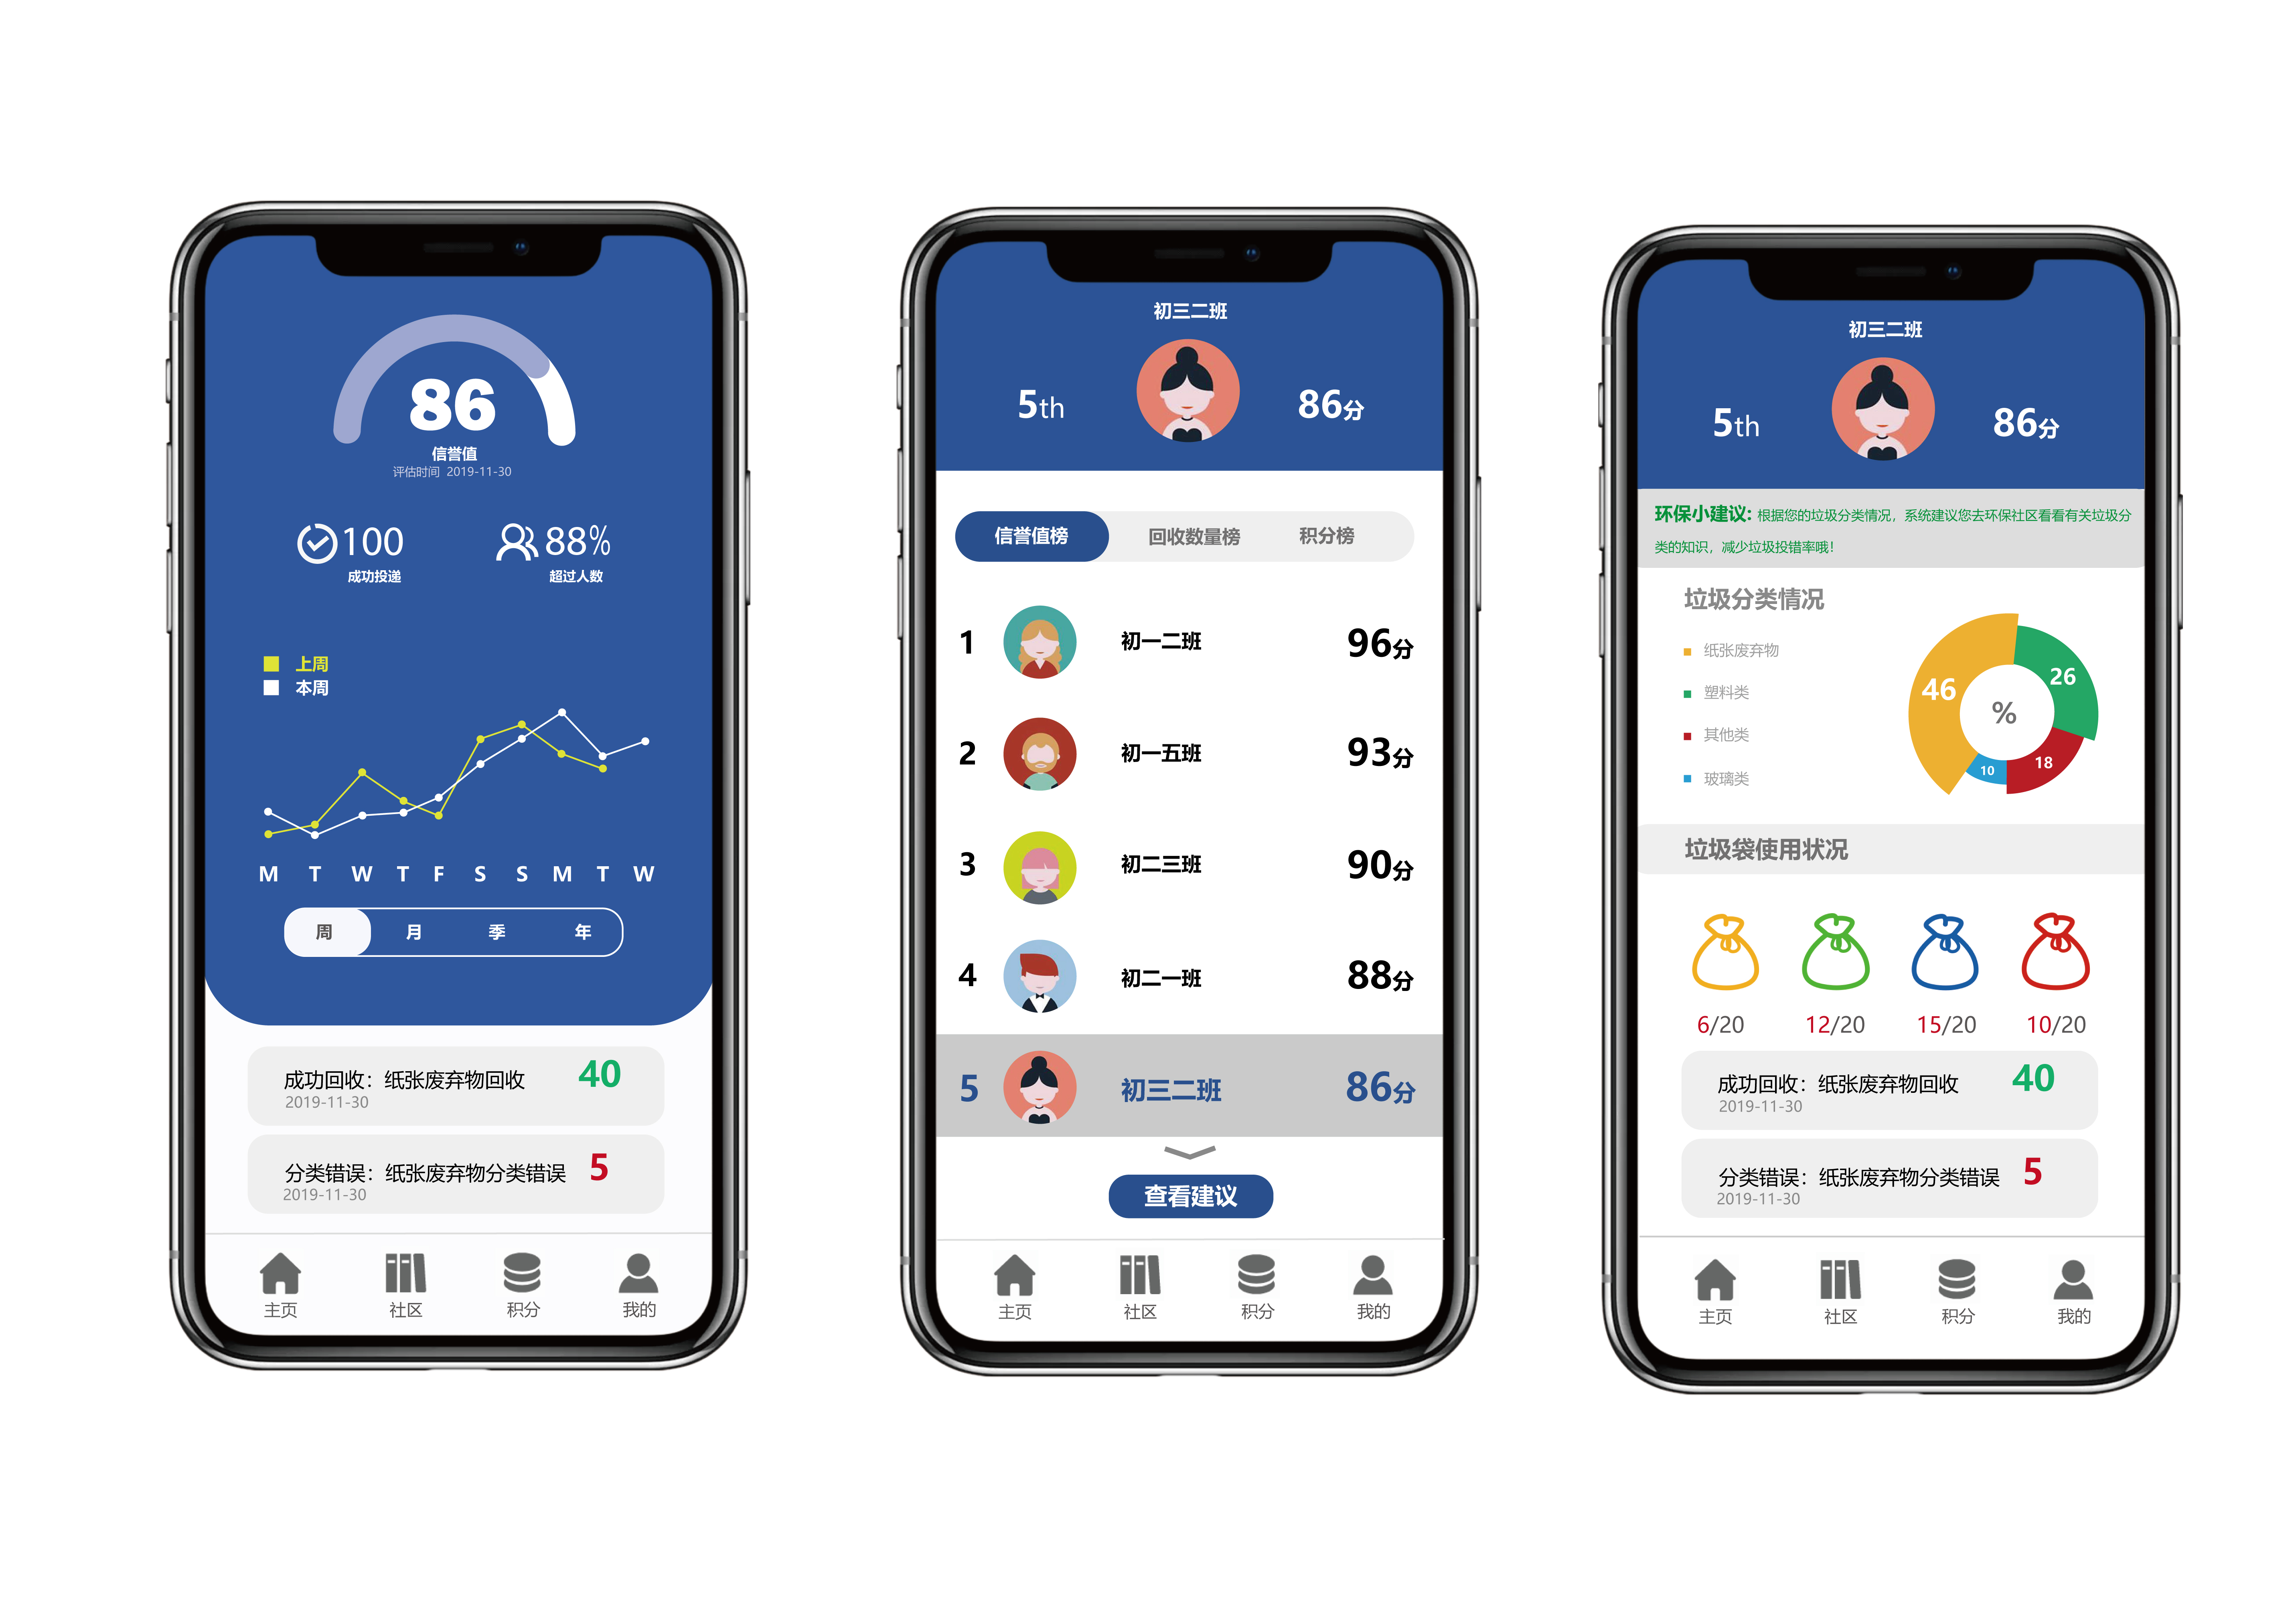 86
信誉值
评估时间 2019-11-30
100
成功投递
88%
超过人数
上周
本周
M T W T F S S M T W
周 月 季 年
成功回收：纸张废弃物回收 40
2019-11-30
分类错误：纸张废弃物分类错误 5
2019-11-30
主页 社区 积分 我的
初三二班
5th 86分
信誉值榜 回收数量榜 积分榜
1 初一二班 96分
2 初一五班 93分
3 初二三班 90分
4 初二一班 88分
5 初三二班 86分
查看建议
主页 社区 积分 我的
初三二班
5th 86分
环保小建议：根据您的垃圾分类情况，系统建议您去环保社区看看有关垃圾分
类的知识，减少垃圾投错率哦！
垃圾分类情况
纸张废弃物
塑料类
其他类
玻璃类
46
26
%
18
10
垃圾袋使用状况
6/20 12/20 15/20 10/20
成功回收：纸张废弃物回收 40
2019-11-30
分类错误：纸张废弃物分类错误 5
2019-11-30
主页 社区 积分 我的